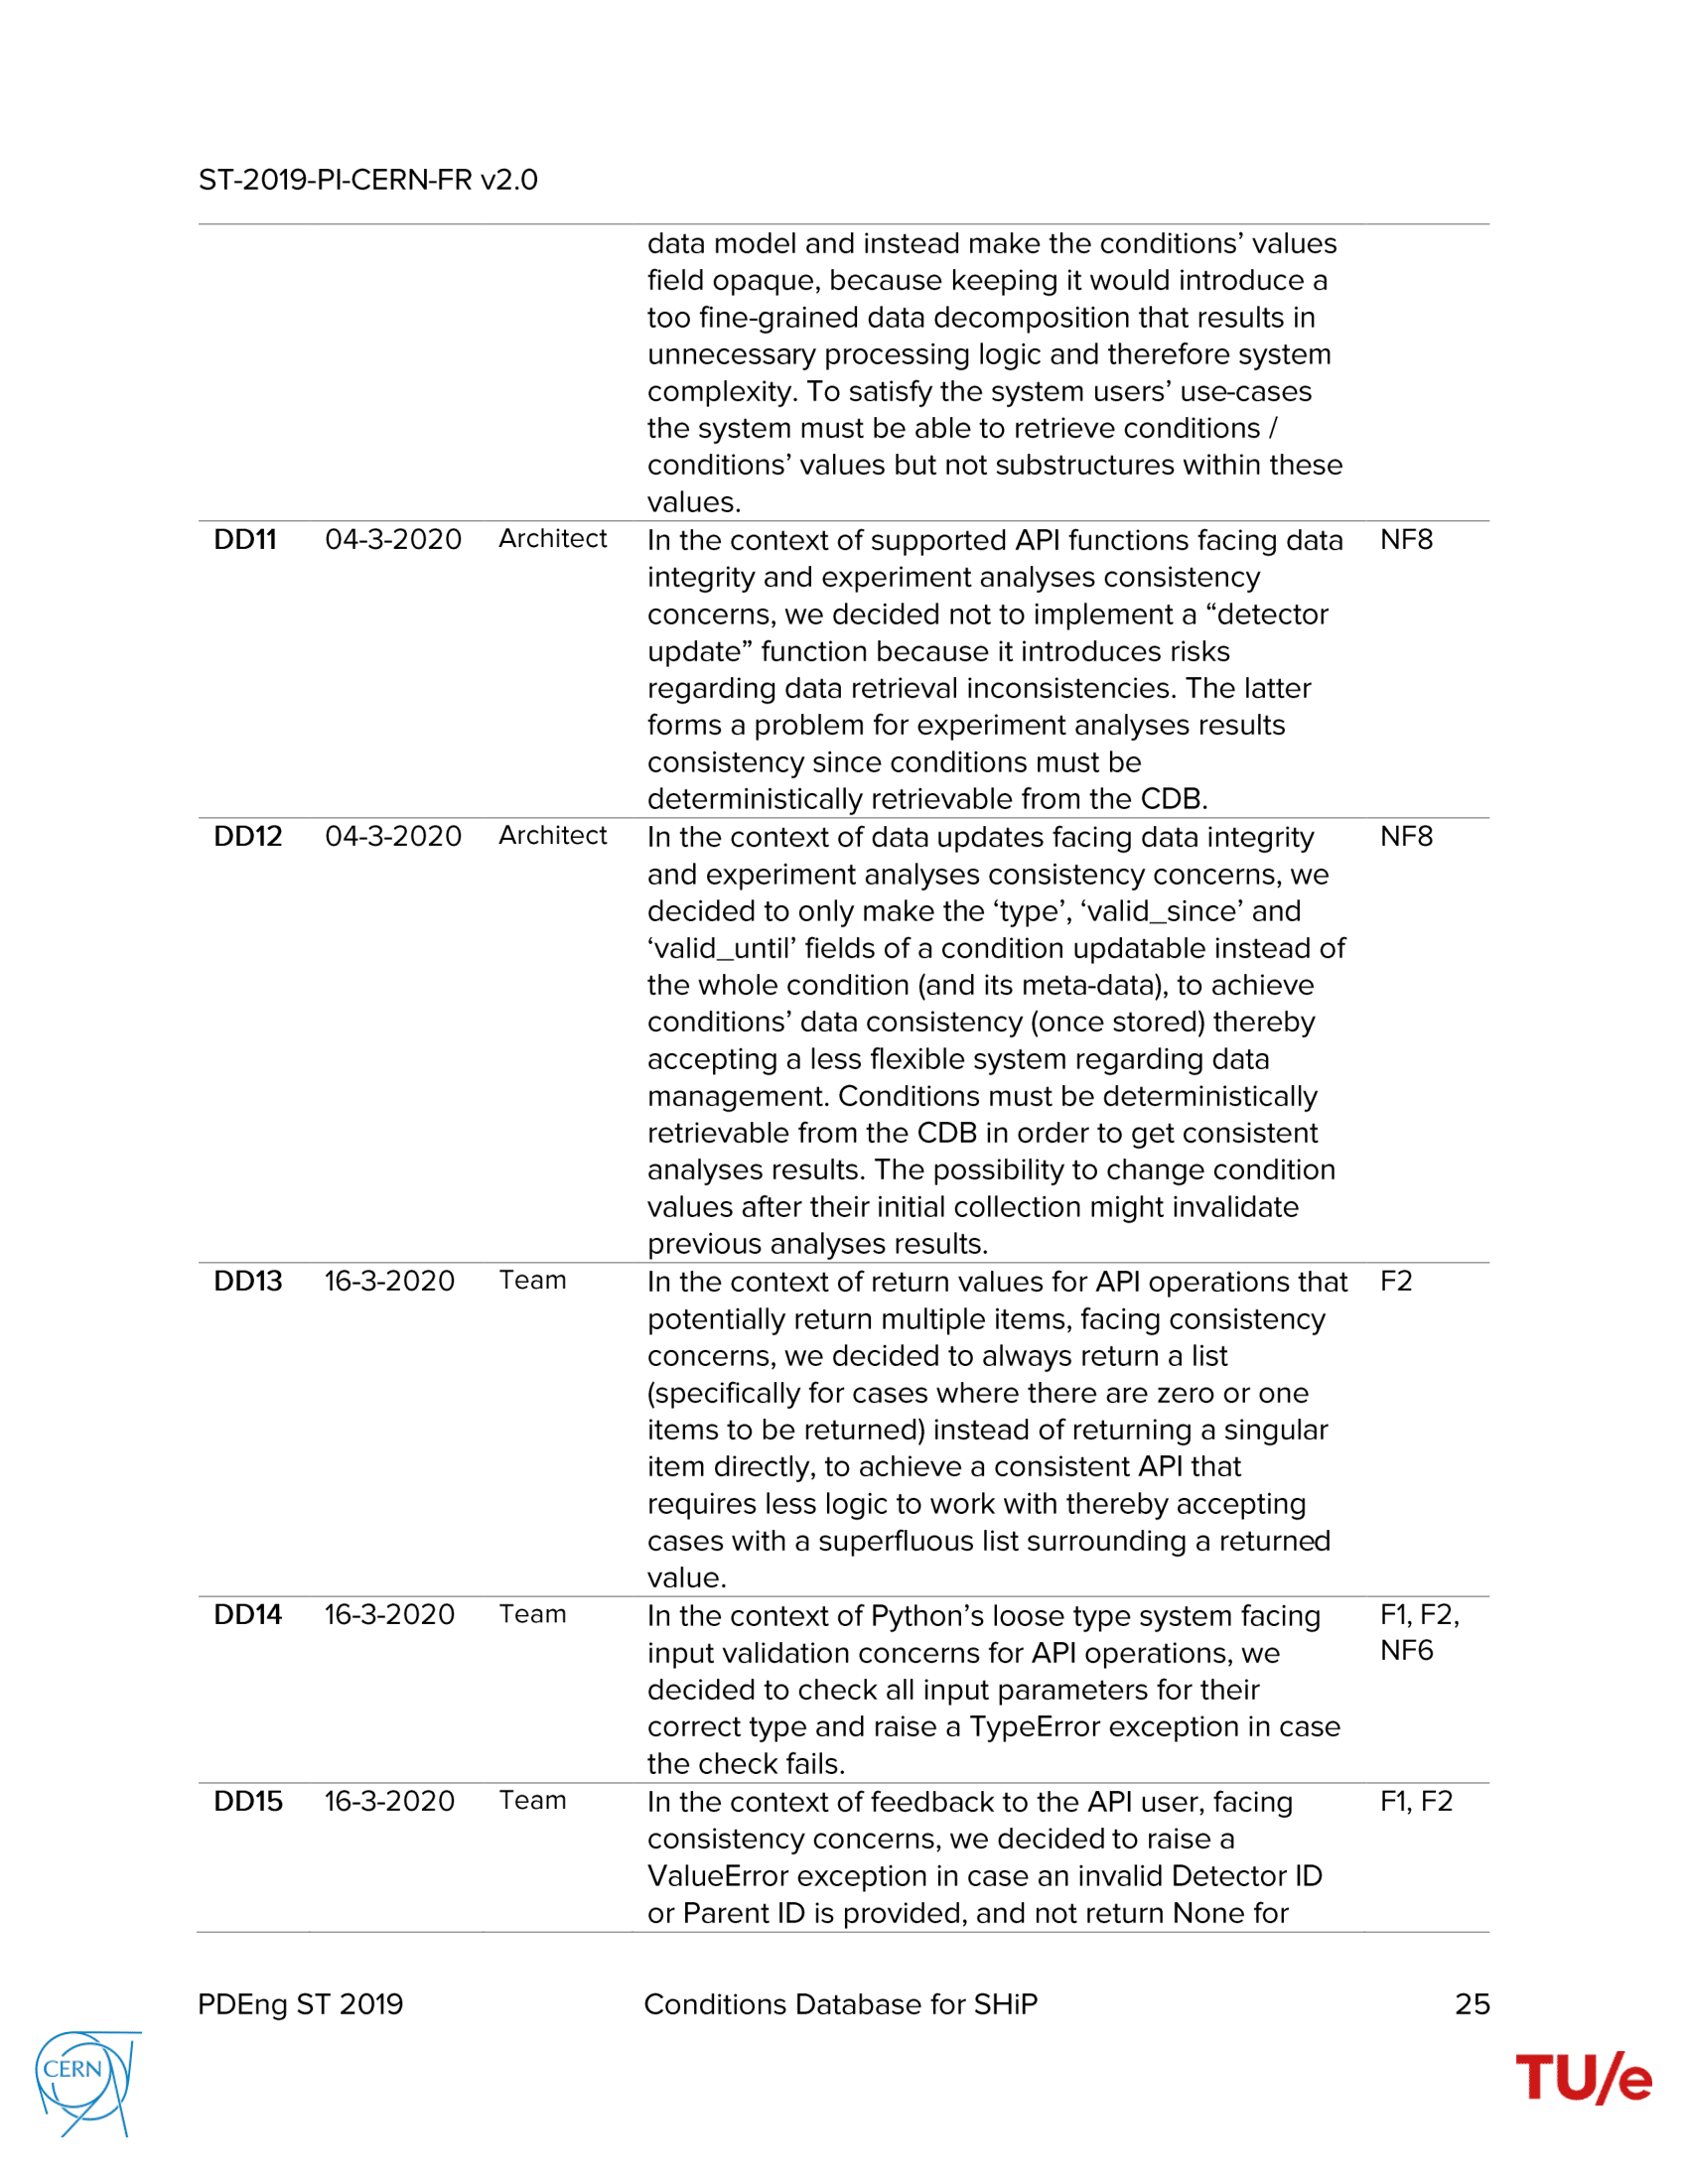 ST-2019-PI-CERN-FR v2.0
data model and instead make the conditions’ values
field opaque, because keeping it would introduce a
too fine-grained data decomposition that results in
unnecessary processing logic and therefore system
complexity. To satisfy the system users’ use-cases
the system must be able to retrieve conditions /
conditions’ values but not substructures within these
values.
DD11 04-3-2020 Architect In the context of supported API functions facing data NF8
integrity and experiment analyses consistency
concerns, we decided not to implement a “detector
update” function because it introduces risks
regarding data retrieval inconsistencies. The latter
forms a problem for experiment analyses results
consistency since conditions must be
deterministically retrievable from the CDB.
DD12 04-3-2020 Architect In the context of data updates facing data integrity NF8
and experiment analyses consistency concerns, we
decided to only make the ‘type’, ‘valid_since’ and
‘valid_until’ fields of a condition updatable instead of
the whole condition (and its meta-data), to achieve
conditions’ data consistency (once stored) thereby
accepting a less flexible system regarding data
management. Conditions must be deterministically
retrievable from the CDB in order to get consistent
analyses results. The possibility to change condition
values after their initial collection might invalidate
previous analyses results.
DD13 16-3-2020 Team In the context of return values for API operations that F2
potentially return multiple items, facing consistency
concerns, we decided to always return a list
(specifically for cases where there are zero or one
items to be returned) instead of returning a singular
item directly, to achieve a consistent API that
requires less logic to work with thereby accepting
cases with a superfluous list surrounding a returned
value.
DD14 16-3-2020 Team In the context of Python’s loose type system facing F1, F2,
input validation concerns for API operations, we NF6
decided to check all input parameters for their
correct type and raise a TypeError exception in case
the check fails.
DD15 16-3-2020 Team In the context of feedback to the API user, facing F1, F2
consistency concerns, we decided to raise a
ValueError exception in case an invalid Detector ID
or Parent ID is provided, and not return None for
PDEng ST 2019 Conditions Database for SHiP 25
CERN
TU/e